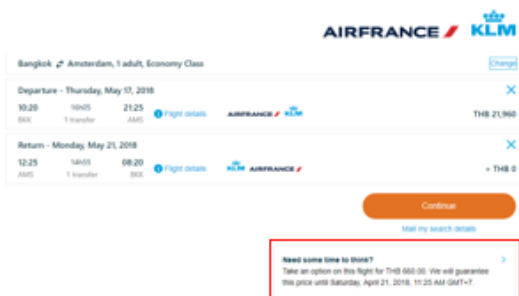 AIRFRANCE KLM
Bangkok Amsterdam, 1 adult, Economy Class Change
Departure - Thursday, May 17, 2018
10:20 16h05 21:25 Flight details AIRFRANCE KLM THB 21,960
BKK 1 transfer AMS
Return - Monday, May 21, 2018
12:25 14h55 08:20 Flight details KLM AIRFRANCE + THB 0
AMS 1 transfer BKK
Continue
Mail my search details
Need some time to think?
Take an option on this flight for THB 660.00. We will guarantee
this price until Saturday, April 21, 2018, 11:25 AM GMT+7.